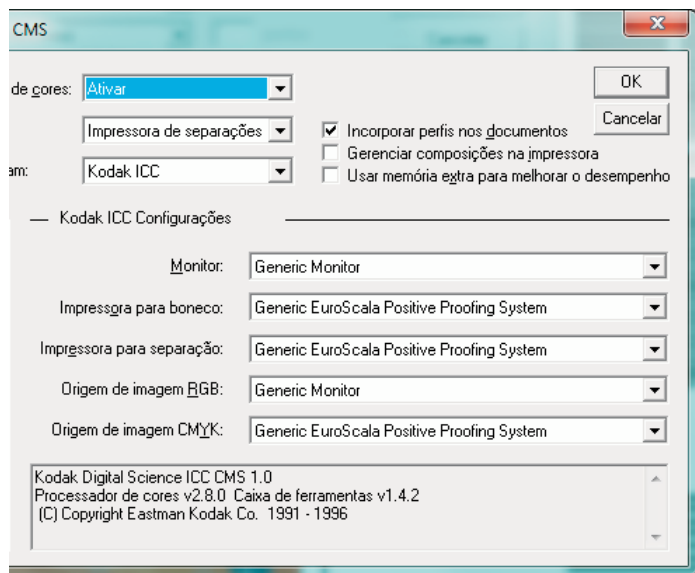 CMS
de cores: Ativar
OK
Impressora de separações
Incorporar perfis nos documentos
Cancelar
Gerenciar composições na impressora
am: Kodak ICC
Usar memória extra para melhorar o desempenho
Kodak ICC Configurações
Monitor: Generic Monitor
Impressora para boneco: Generic EuroScala Positive Proofing System
Impressora para separação: Generic EuroScala Positive Proofing System
Origem de imagem RGB: Generic Monitor
Origem de imagem CMYK: Generic EuroScala Positive Proofing System
Kodak Digital Science ICC CMS 1.0
Processador de cores v2.8.0 Caixa de ferramentas v1.4.2
(C) Copyright Eastman Kodak Co. 1991 - 1996